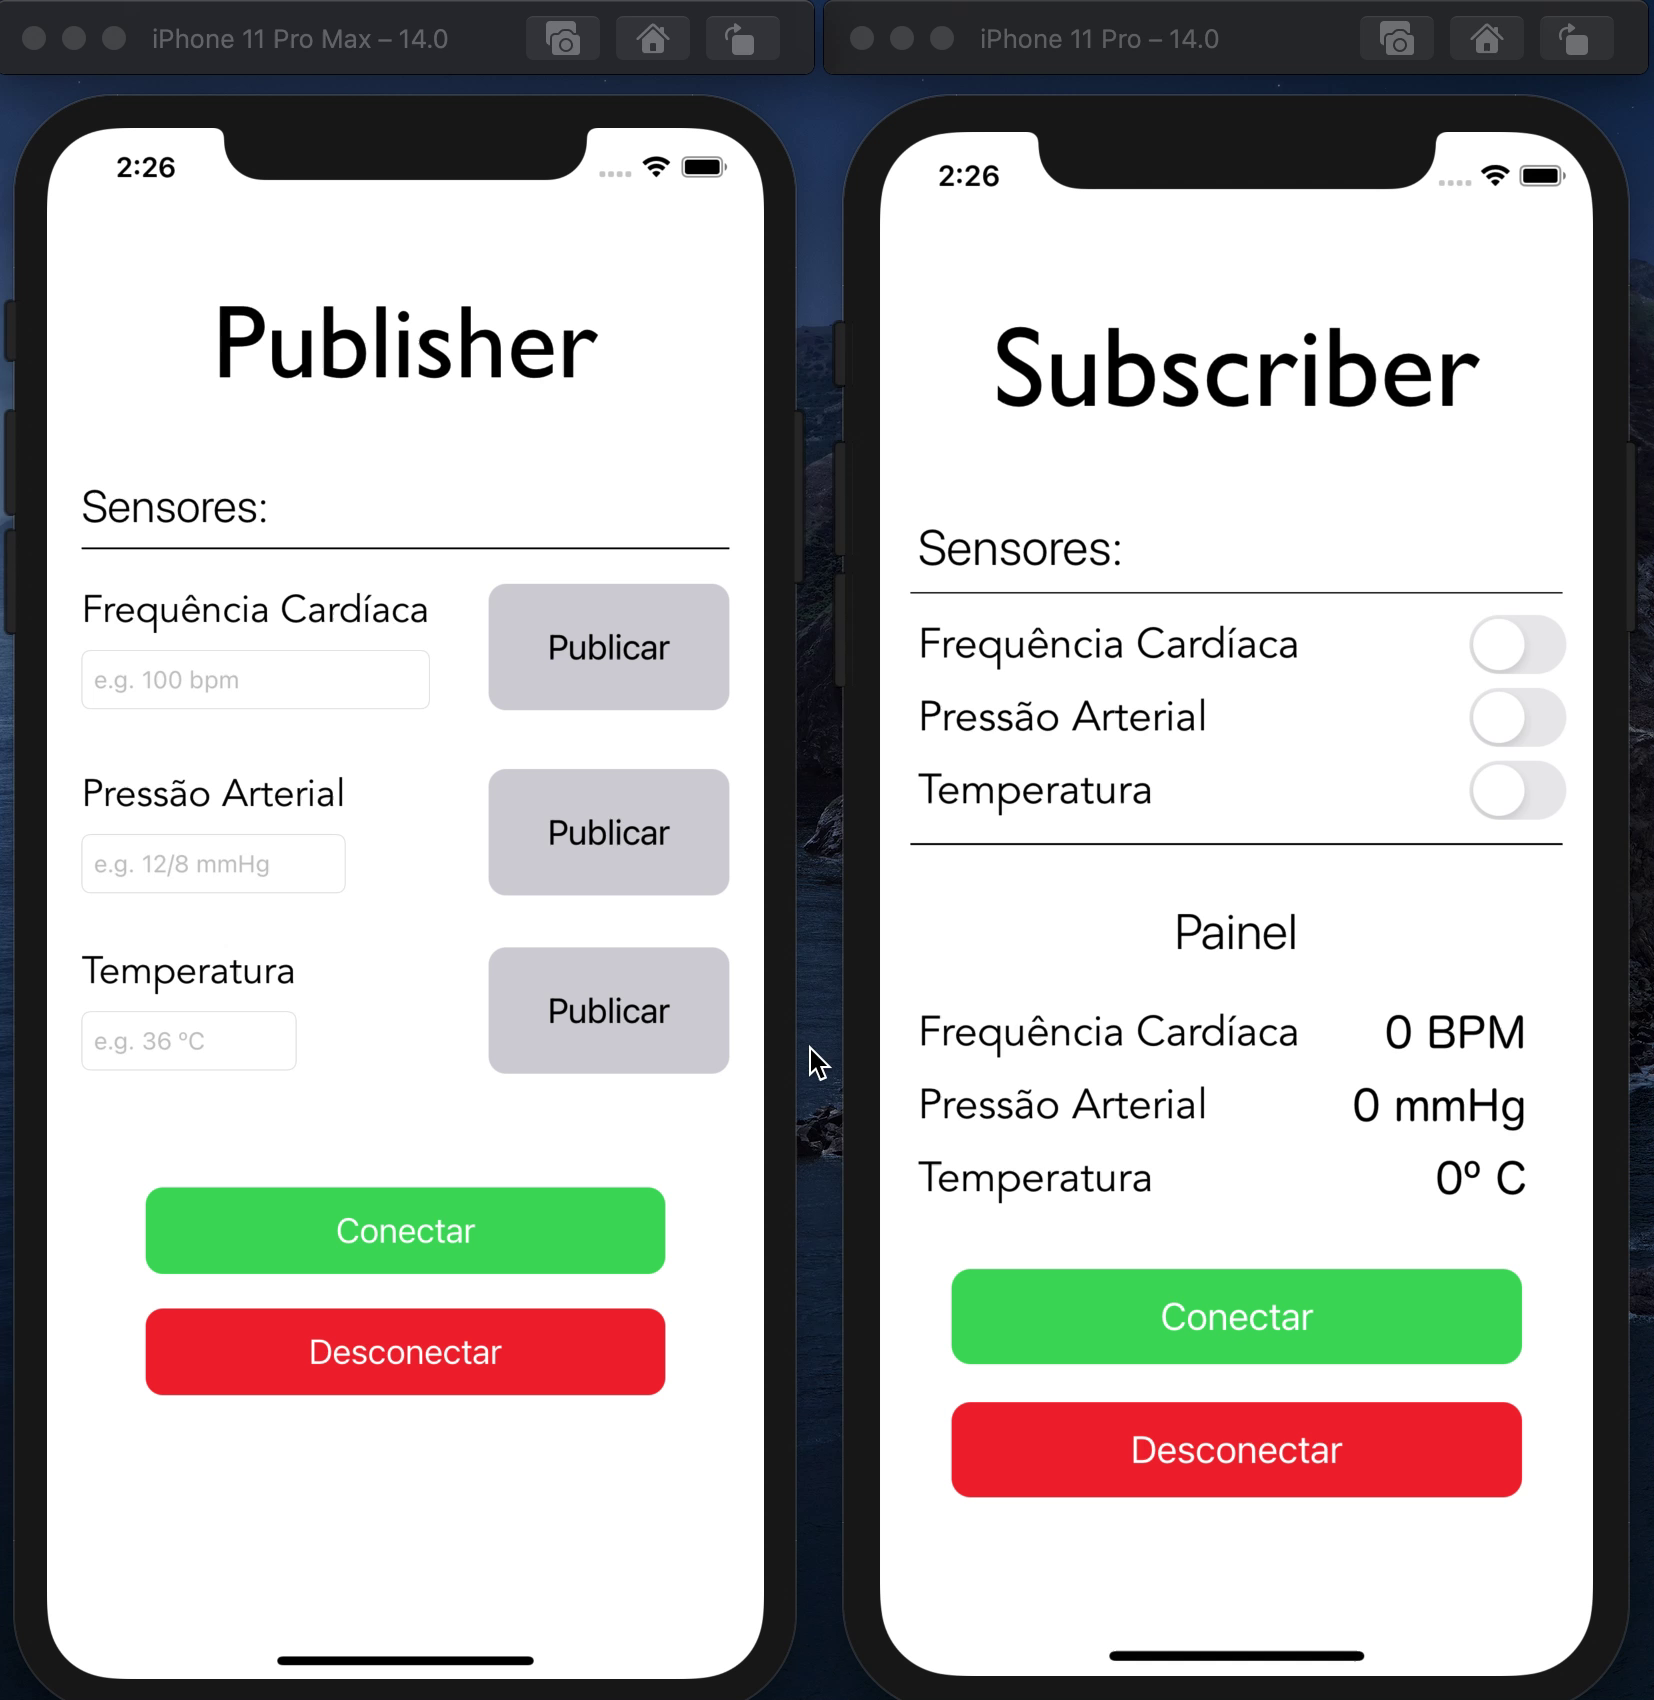 iPhone 11 Pro Max – 14.0
2:26
Publisher
Sensores:
Frequência Cardíaca
e.g. 100 bpm
Publicar
Pressão Arterial
e.g. 12/8 mmHg
Publicar
Temperatura
e.g. 36 ºC
Publicar
Conectar
Desconectar
iPhone 11 Pro – 14.0
2:26
Subscriber
Sensores:
Frequência Cardíaca
Pressão Arterial
Temperatura
Painel
Frequência Cardíaca 0 BPM
Pressão Arterial 0 mmHg
Temperatura 0º C
Conectar
Desconectar